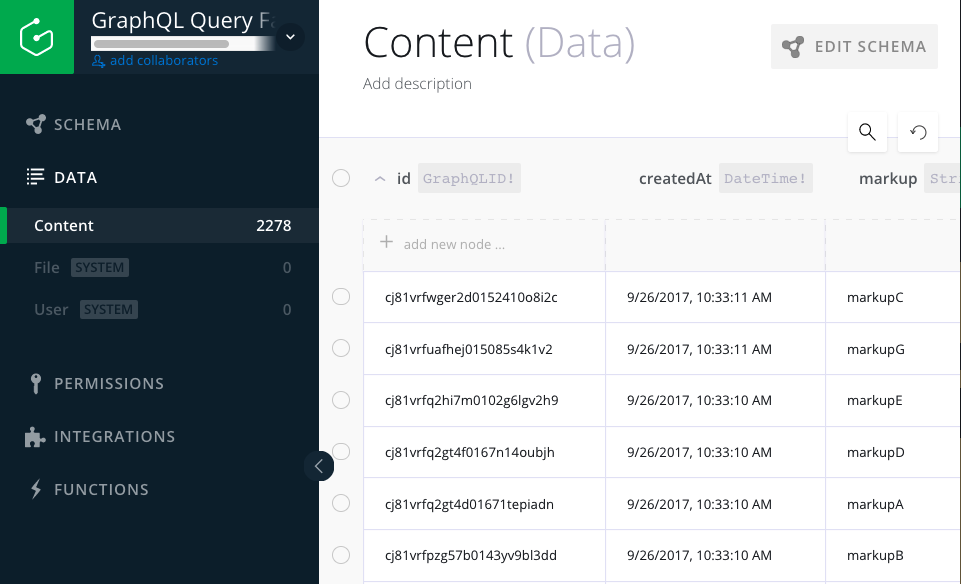 GraphQL Query Fa
add collaborators
SCHEMA
DATA
Content 2278
File SYSTEM 0
User SYSTEM 0
PERMISSIONS
INTEGRATIONS
FUNCTIONS
Content (Data)
Add description
EDIT SCHEMA
id GraphQLID! createdAt DateTime! markup Stri
+ add new node ...
cj81vrfwger2d0152410o8i2c 9/26/2017, 10:33:11 AM markupC
cj81vrfuafhej015085s4k1v2 9/26/2017, 10:33:11 AM markupG
cj81vrfq2hi7m0102g6lgv2h9 9/26/2017, 10:33:10 AM markupE
cj81vrfq2gt4f0167n14oubjh 9/26/2017, 10:33:10 AM markupD
cj81vrfq2gt4d01671tepiadn 9/26/2017, 10:33:10 AM markupA
cj81vrfpzg57b0143yv9bl3dd 9/26/2017, 10:33:10 AM markupB